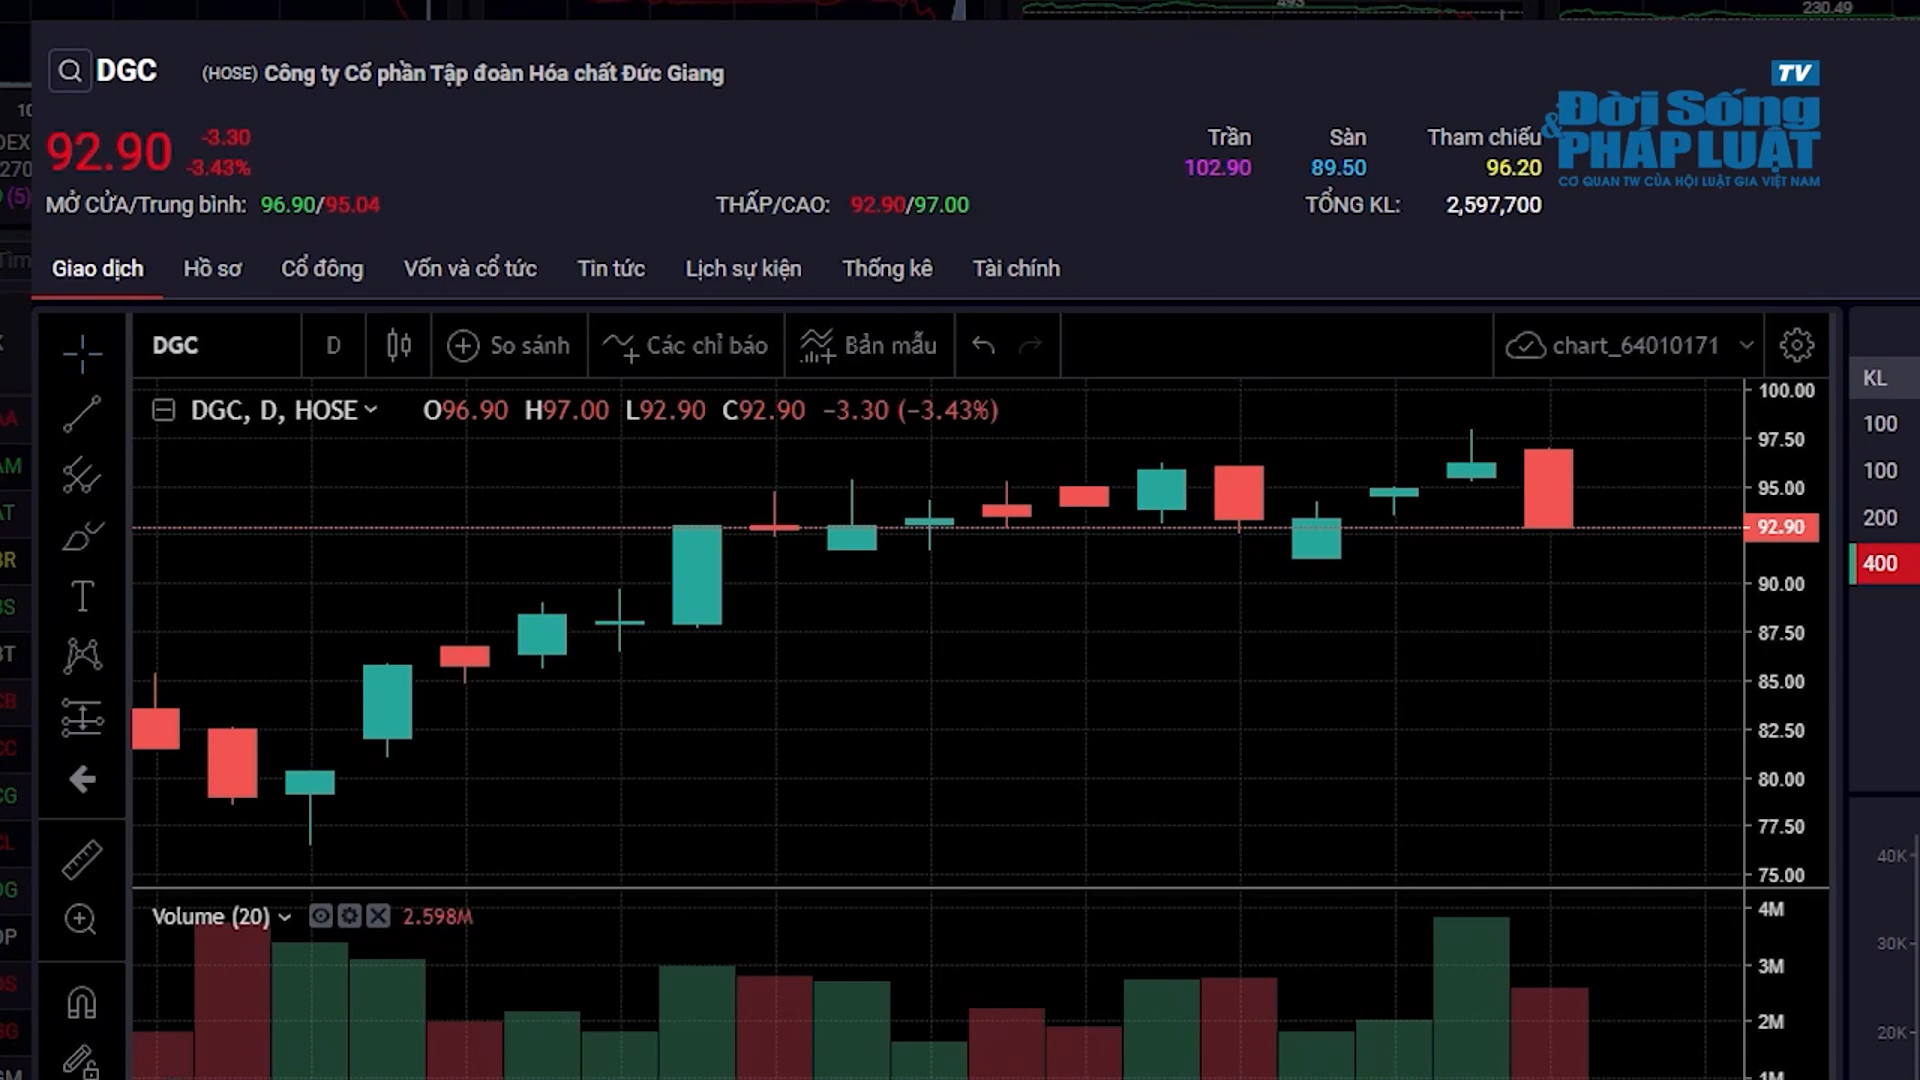 493
230.49
DGC (HOSE) Công ty Cổ phần Tập đoàn Hóa chất Đức Giang
TV
Đời Sống
& PHÁP LUẬT
CƠ QUAN TW CỦA HỘI LUẬT GIA VIỆT NAM
92.90 -3.30
-3.43%
Trần Sàn Tham chiếu
102.90 89.50 96.20
MỞ CỬA/Trung bình: 96.90/95.04 THẤP/CAO: 92.90/97.00 TỔNG KL: 2,597,700
Giao dịch Hồ sơ Cổ đông Vốn và cổ tức Tin tức Lịch sự kiện Thống kê Tài chính
DGC D So sánh Các chỉ báo Bản mẫu chart_64010171
DGC, D, HOSE O96.90 H97.00 L92.90 C92.90 −3.30 (−3.43%)
100.00
97.50
95.00
92.90
90.00
87.50
85.00
82.50
80.00
77.50
75.00
Volume (20) 2.598M
4M
3M
2M
1M
KL
100
100
200
400
40K
30K
20K